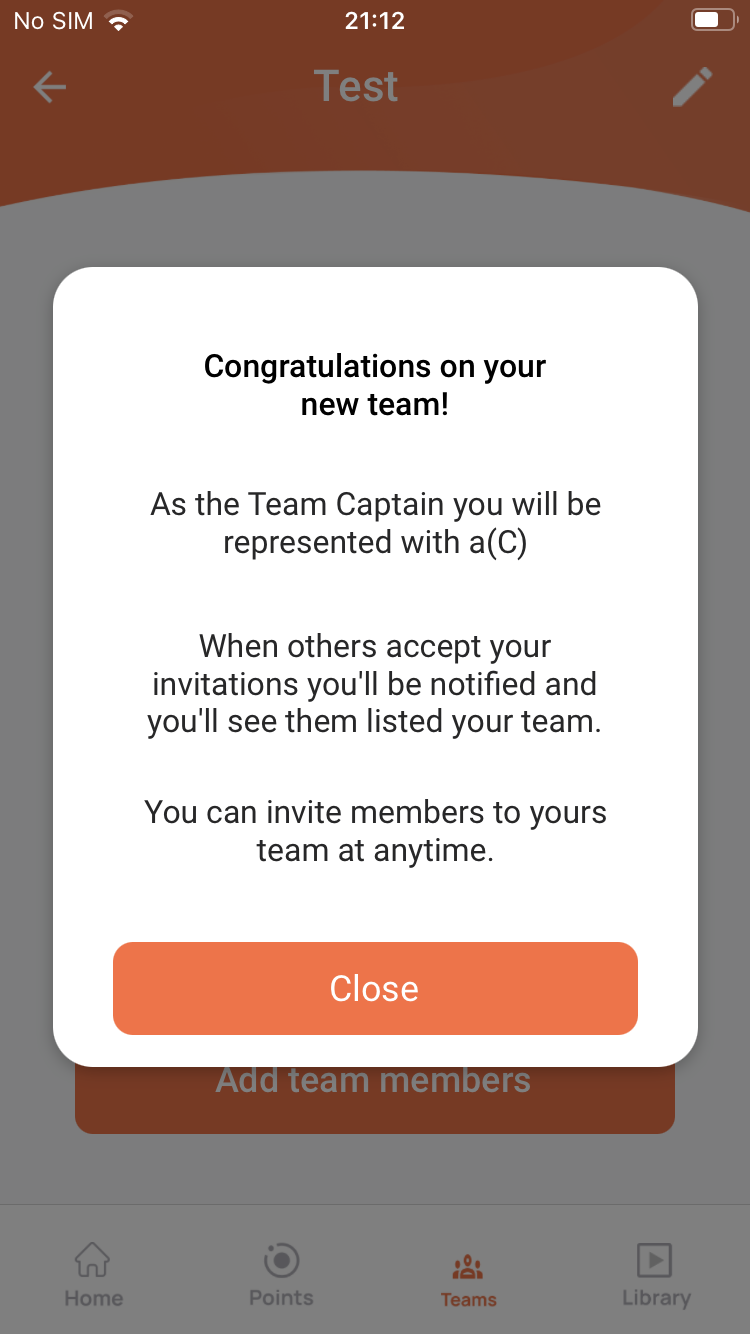 No SIM 21:12
Test
Congratulations on your
new team!
As the Team Captain you will be
represented with a(C)
When others accept your
invitations you'll be notified and
you'll see them listed your team.
You can invite members to yours
team at anytime.
Close
Add team members
Home Points Teams Library